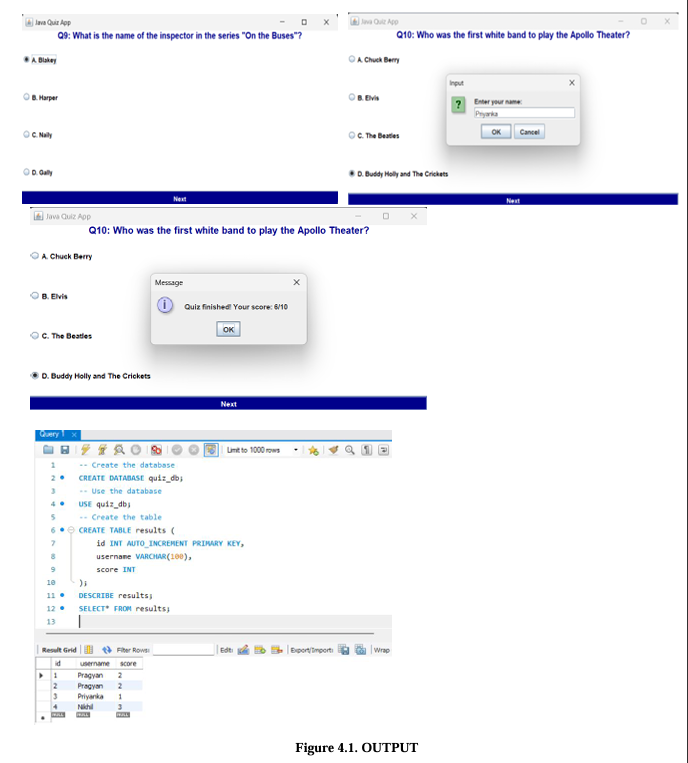 Java Quiz App
Q9: What is the name of the inspector in the series "On the Buses"?
A. Blakey
B. Harper
C. Nally
D. Gally
Next
Java Quiz App
Q10: Who was the first white band to play the Apollo Theater?
A. Chuck Berry
B. Elvis
C. The Beatles
D. Buddy Holly and The Crickets
Input
Enter your name:
Priyanka
OK Cancel
Next
Java Quiz App
Q10: Who was the first white band to play the Apollo Theater?
A. Chuck Berry
B. Elvis
C. The Beatles
D. Buddy Holly and The Crickets
Message
Quiz finished! Your score: 6/10
OK
Next
Query 1
Limit to 1000 rows
1 -- Create the database
2 CREATE DATABASE quiz_db;
3 -- Use the database
4 USE quiz_db;
5 -- Create the table
6 CREATE TABLE results (
7 id INT AUTO_INCREMENT PRIMARY KEY,
8 username VARCHAR(100),
9 score INT
10 );
11 DESCRIBE results;
12 SELECT* FROM results;
13
Result Grid Filter Rows: Edit: Export/Import: Wrap
id username score
1 Pragyan 2
2 Pragyan 2
3 Priyanka 1
4 Nikhil 3
NULL NULL NULL
Figure 4.1. OUTPUT